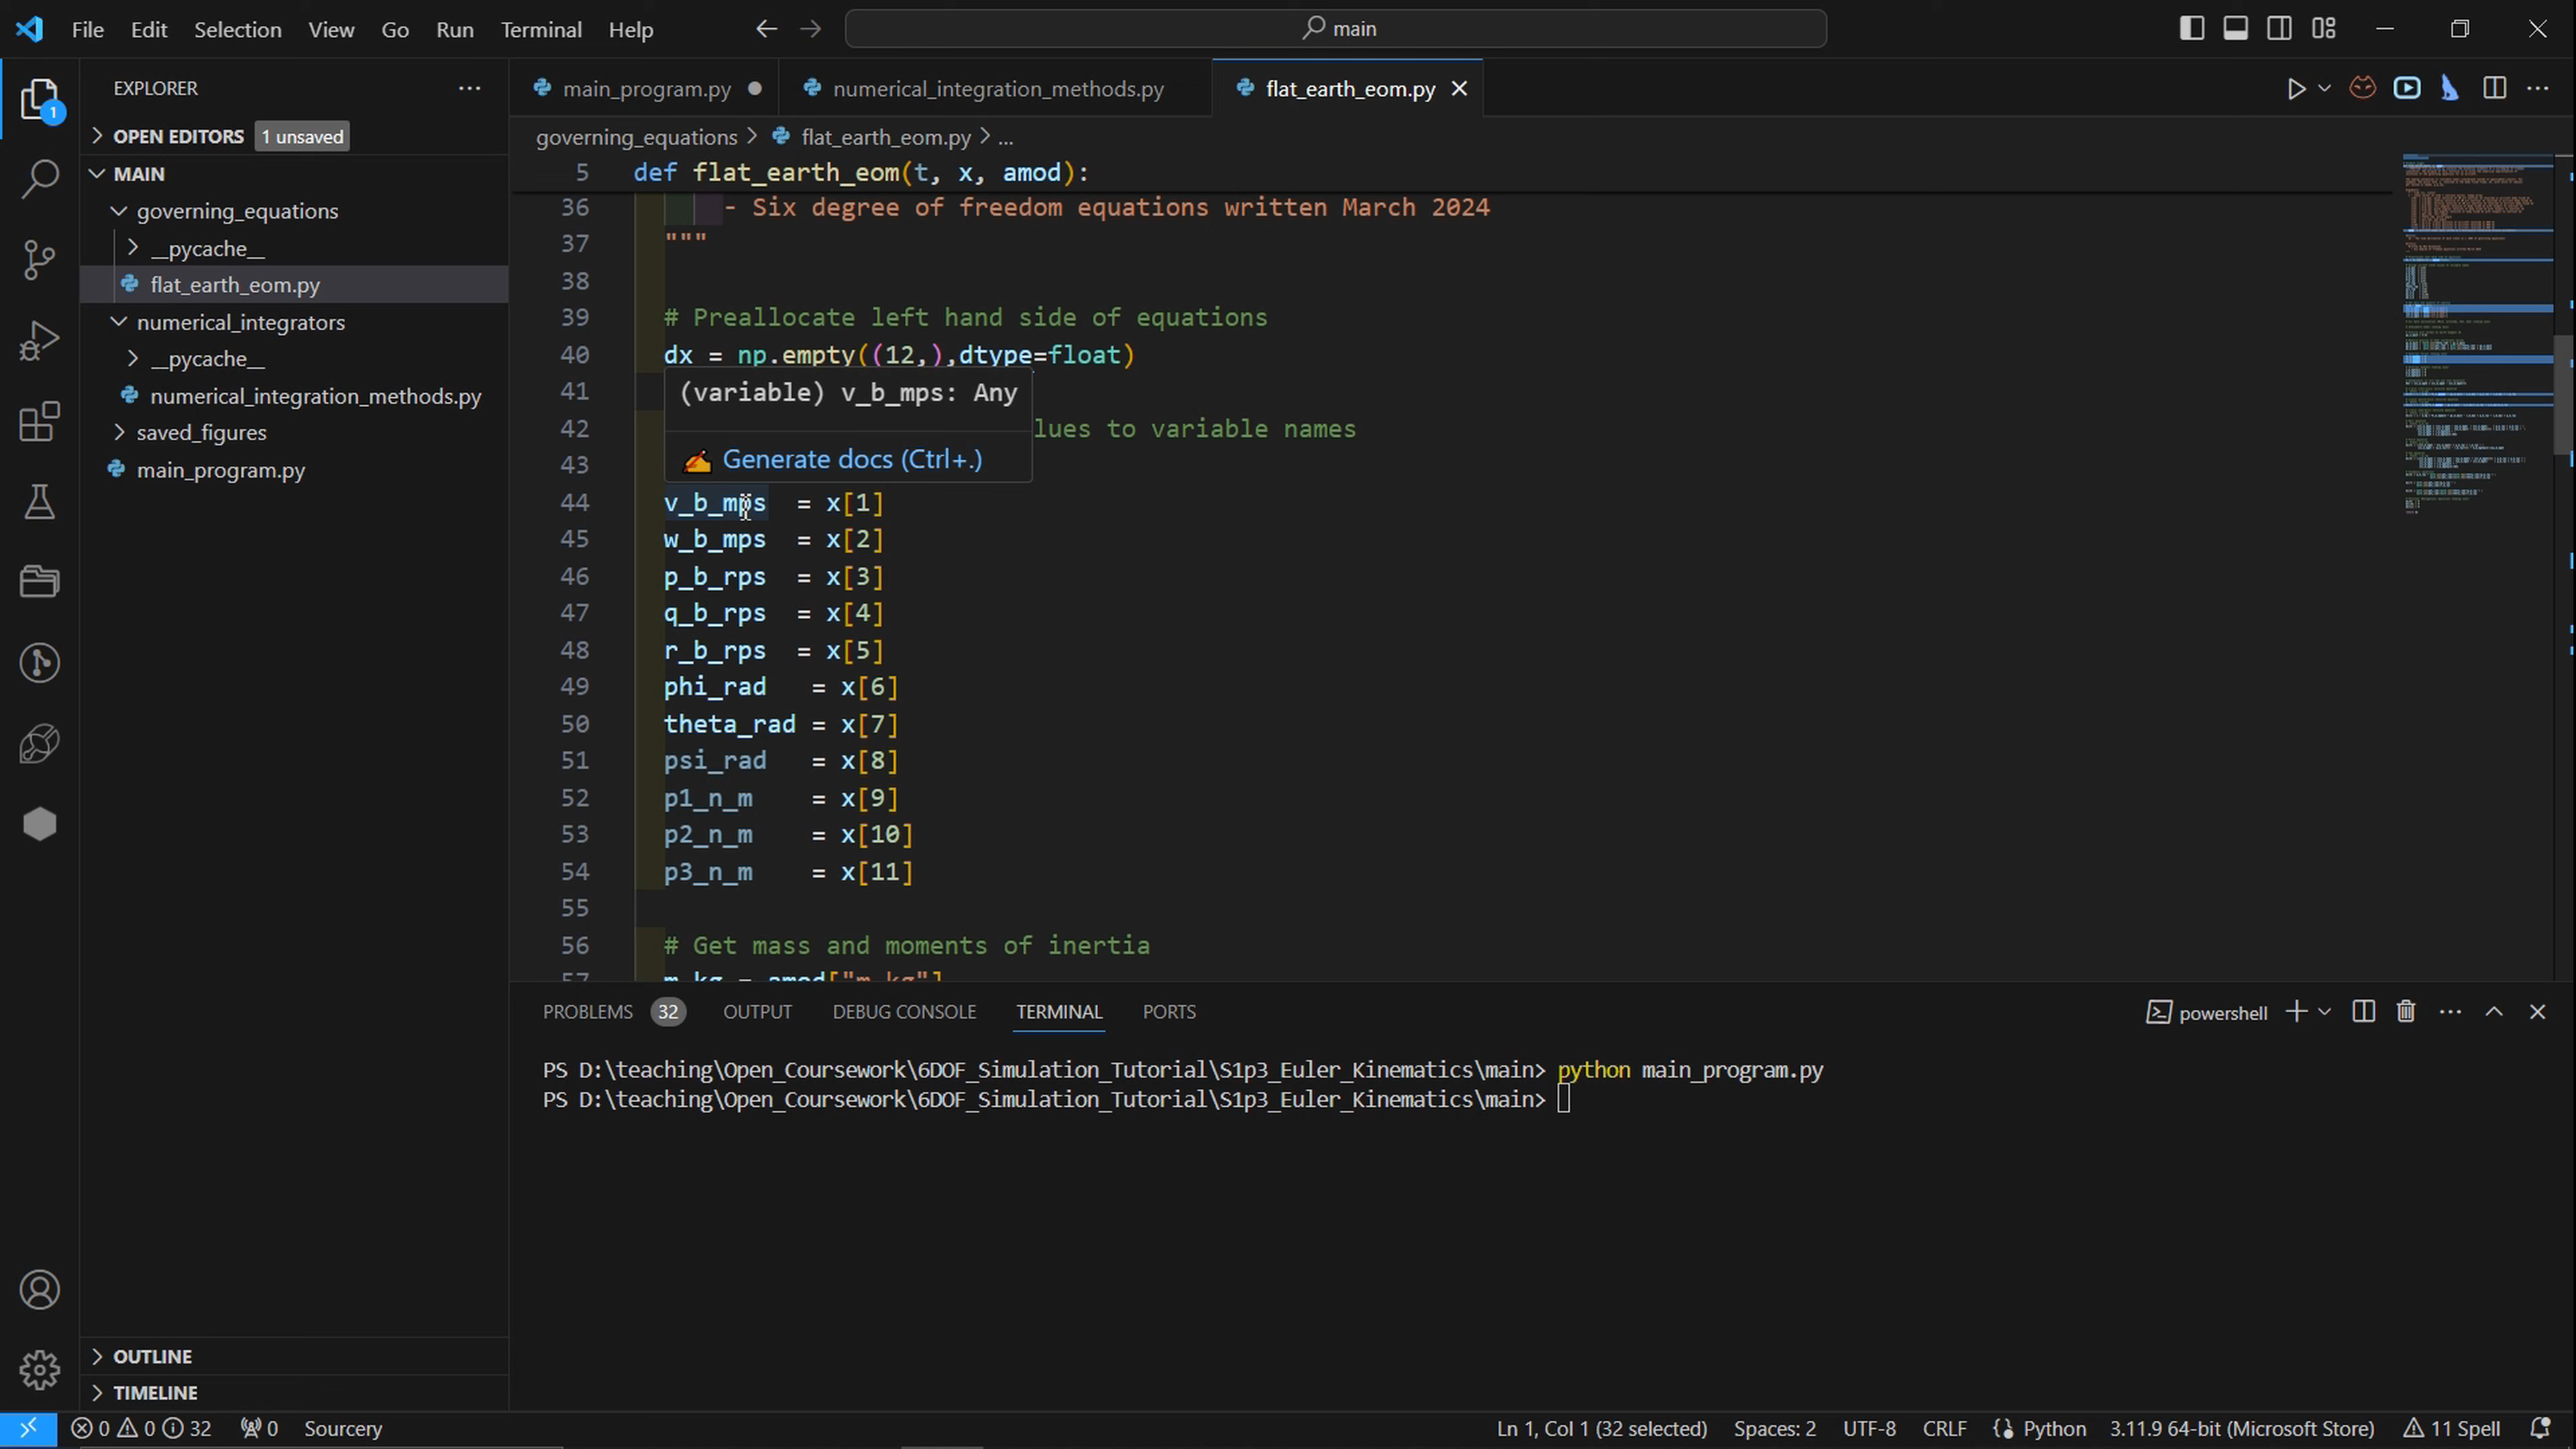 File Edit Selection View Go Run Terminal Help
main
EXPLORER
1
OPEN EDITORS 1 unsaved
MAIN
governing_equations
__pycache__
flat_earth_eom.py
numerical_integrators
__pycache__
numerical_integration_methods.py
saved_figures
main_program.py
OUTLINE
TIMELINE
main_program.py
numerical_integration_methods.py
flat_earth_eom.py
governing_equations > flat_earth_eom.py > ...
5 def flat_earth_eom(t, x, amod):
36 - Six degree of freedom equations written March 2024
37 """
38
39 # Preallocate left hand side of equations
40 dx = np.empty((12,),dtype=float)
41
(variable) v_b_mps: Any
42 lues to variable names
Generate docs (Ctrl+.)
43
44 v_b_mps = x[1]
45 w_b_mps = x[2]
46 p_b_rps = x[3]
47 q_b_rps = x[4]
48 r_b_rps = x[5]
49 phi_rad = x[6]
50 theta_rad = x[7]
51 psi_rad = x[8]
52 p1_n_m = x[9]
53 p2_n_m = x[10]
54 p3_n_m = x[11]
55
56 # Get mass and moments of inertia
57 m_kg = amod["m_kg"]
PROBLEMS 32 OUTPUT DEBUG CONSOLE TERMINAL PORTS
powershell
PS D:\teaching\Open_Coursework\6DOF_Simulation_Tutorial\S1p3_Euler_Kinematics\main> python main_program.py
PS D:\teaching\Open_Coursework\6DOF_Simulation_Tutorial\S1p3_Euler_Kinematics\main>
0 0 32 0 Sourcery
Ln 1, Col 1 (32 selected) Spaces: 2 UTF-8 CRLF Python 3.11.9 64-bit (Microsoft Store) 11 Spell